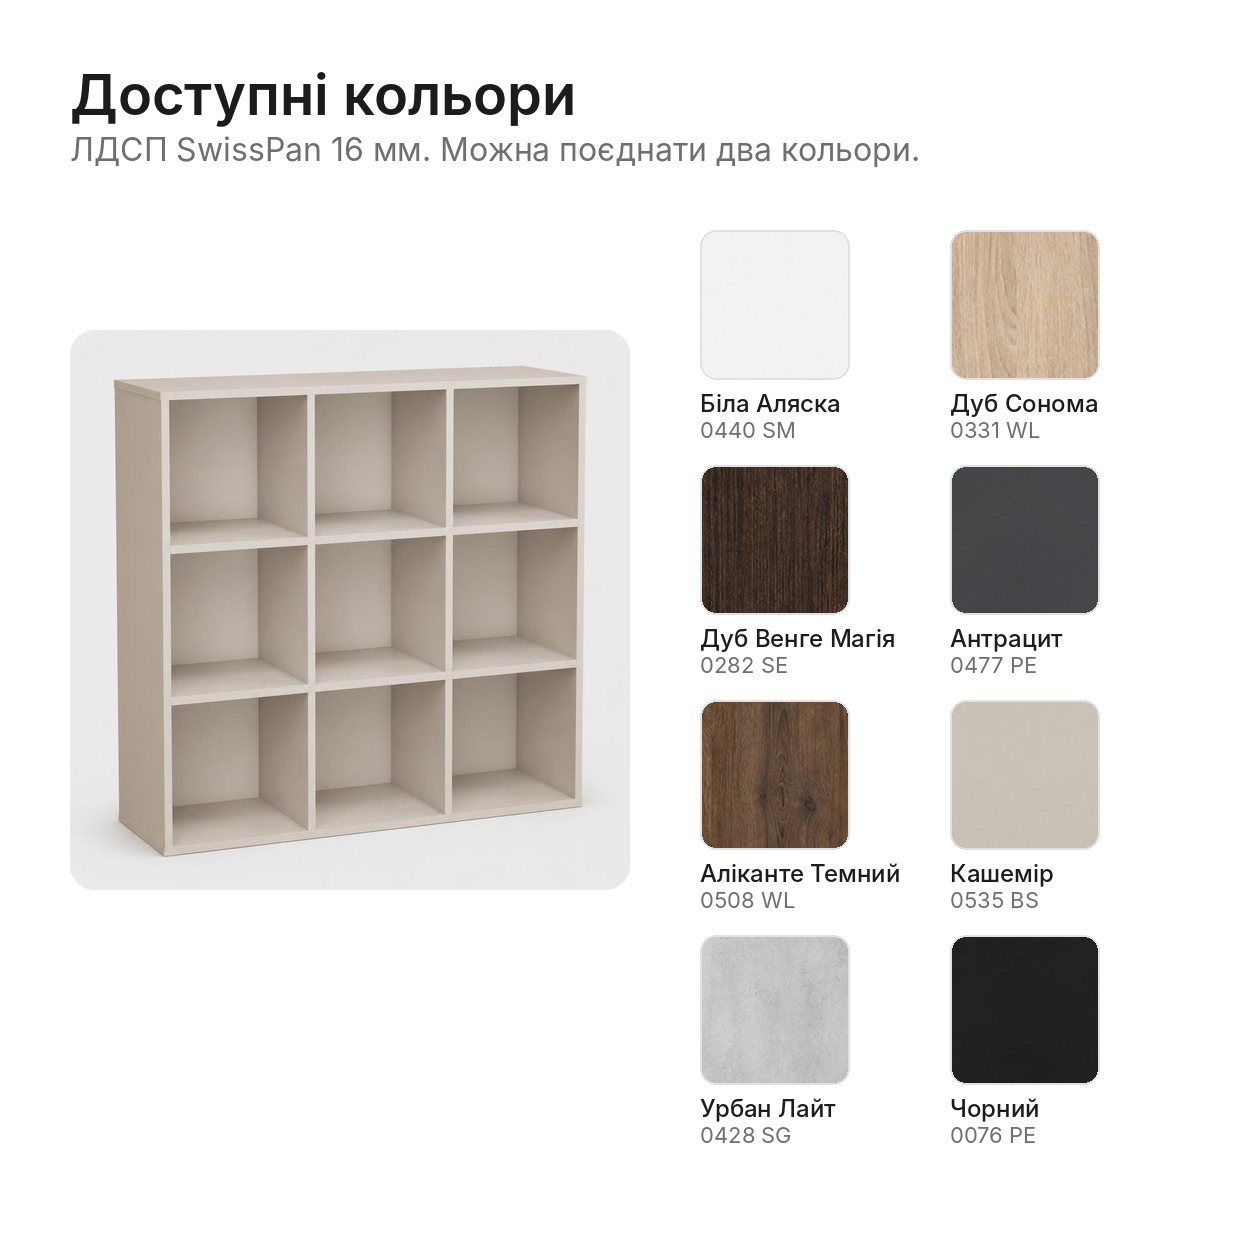 Доступні кольори
ЛДСП SwissPan 16 мм. Можна поєднати два кольори.
Біла Аляска
0440 SM
Дуб Сонома
0331 WL
Дуб Венге Магія
0282 SE
Антрацит
0477 PE
Аліканте Темний
0508 WL
Кашемір
0535 BS
Урбан Лайт
0428 SG
Чорний
0076 PE